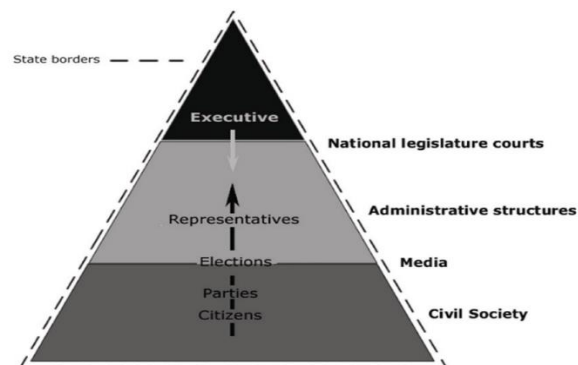 State borders
Executive
National legislature courts
Administrative structures
Representatives
Elections
Media
Parties
Citizens
Civil Society